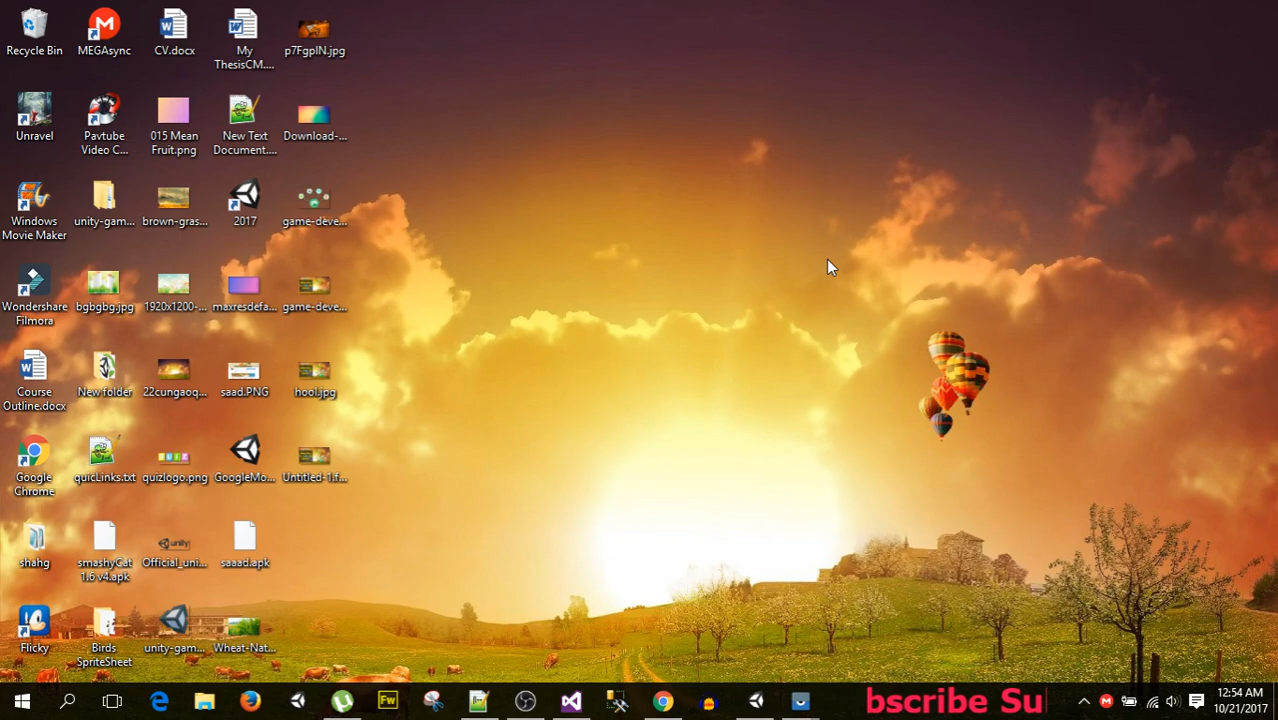 Recycle Bin
MEGAsync
CV.docx
My
ThesisCM....
p7FgpIN.jpg
Unravel
Pavtube
Video C...
015 Mean
Fruit.png
New Text
Document....
Download-...
Windows
Movie Maker
unity-gam...
brown-gras...
2017
game-deve...
Wondershare
Filmora
bgbgbg.jpg
1920x1200-...
maxresdefa...
game-deve...
Course
Outline.docx
New folder
22cungaoq...
saad.PNG
hool.jpg
Google
Chrome
quicLinks.txt
quizlogo.png
GoogleMo...
Untitled-1.f...
shahg
smashyCat
1.6 v4.apk
Official_uni...
saaad.apk
Flicky
Birds
SpriteSheet
unity-gam...
Wheat-Nat...
Fw
bscribe Su
12:54 AM
10/21/2017